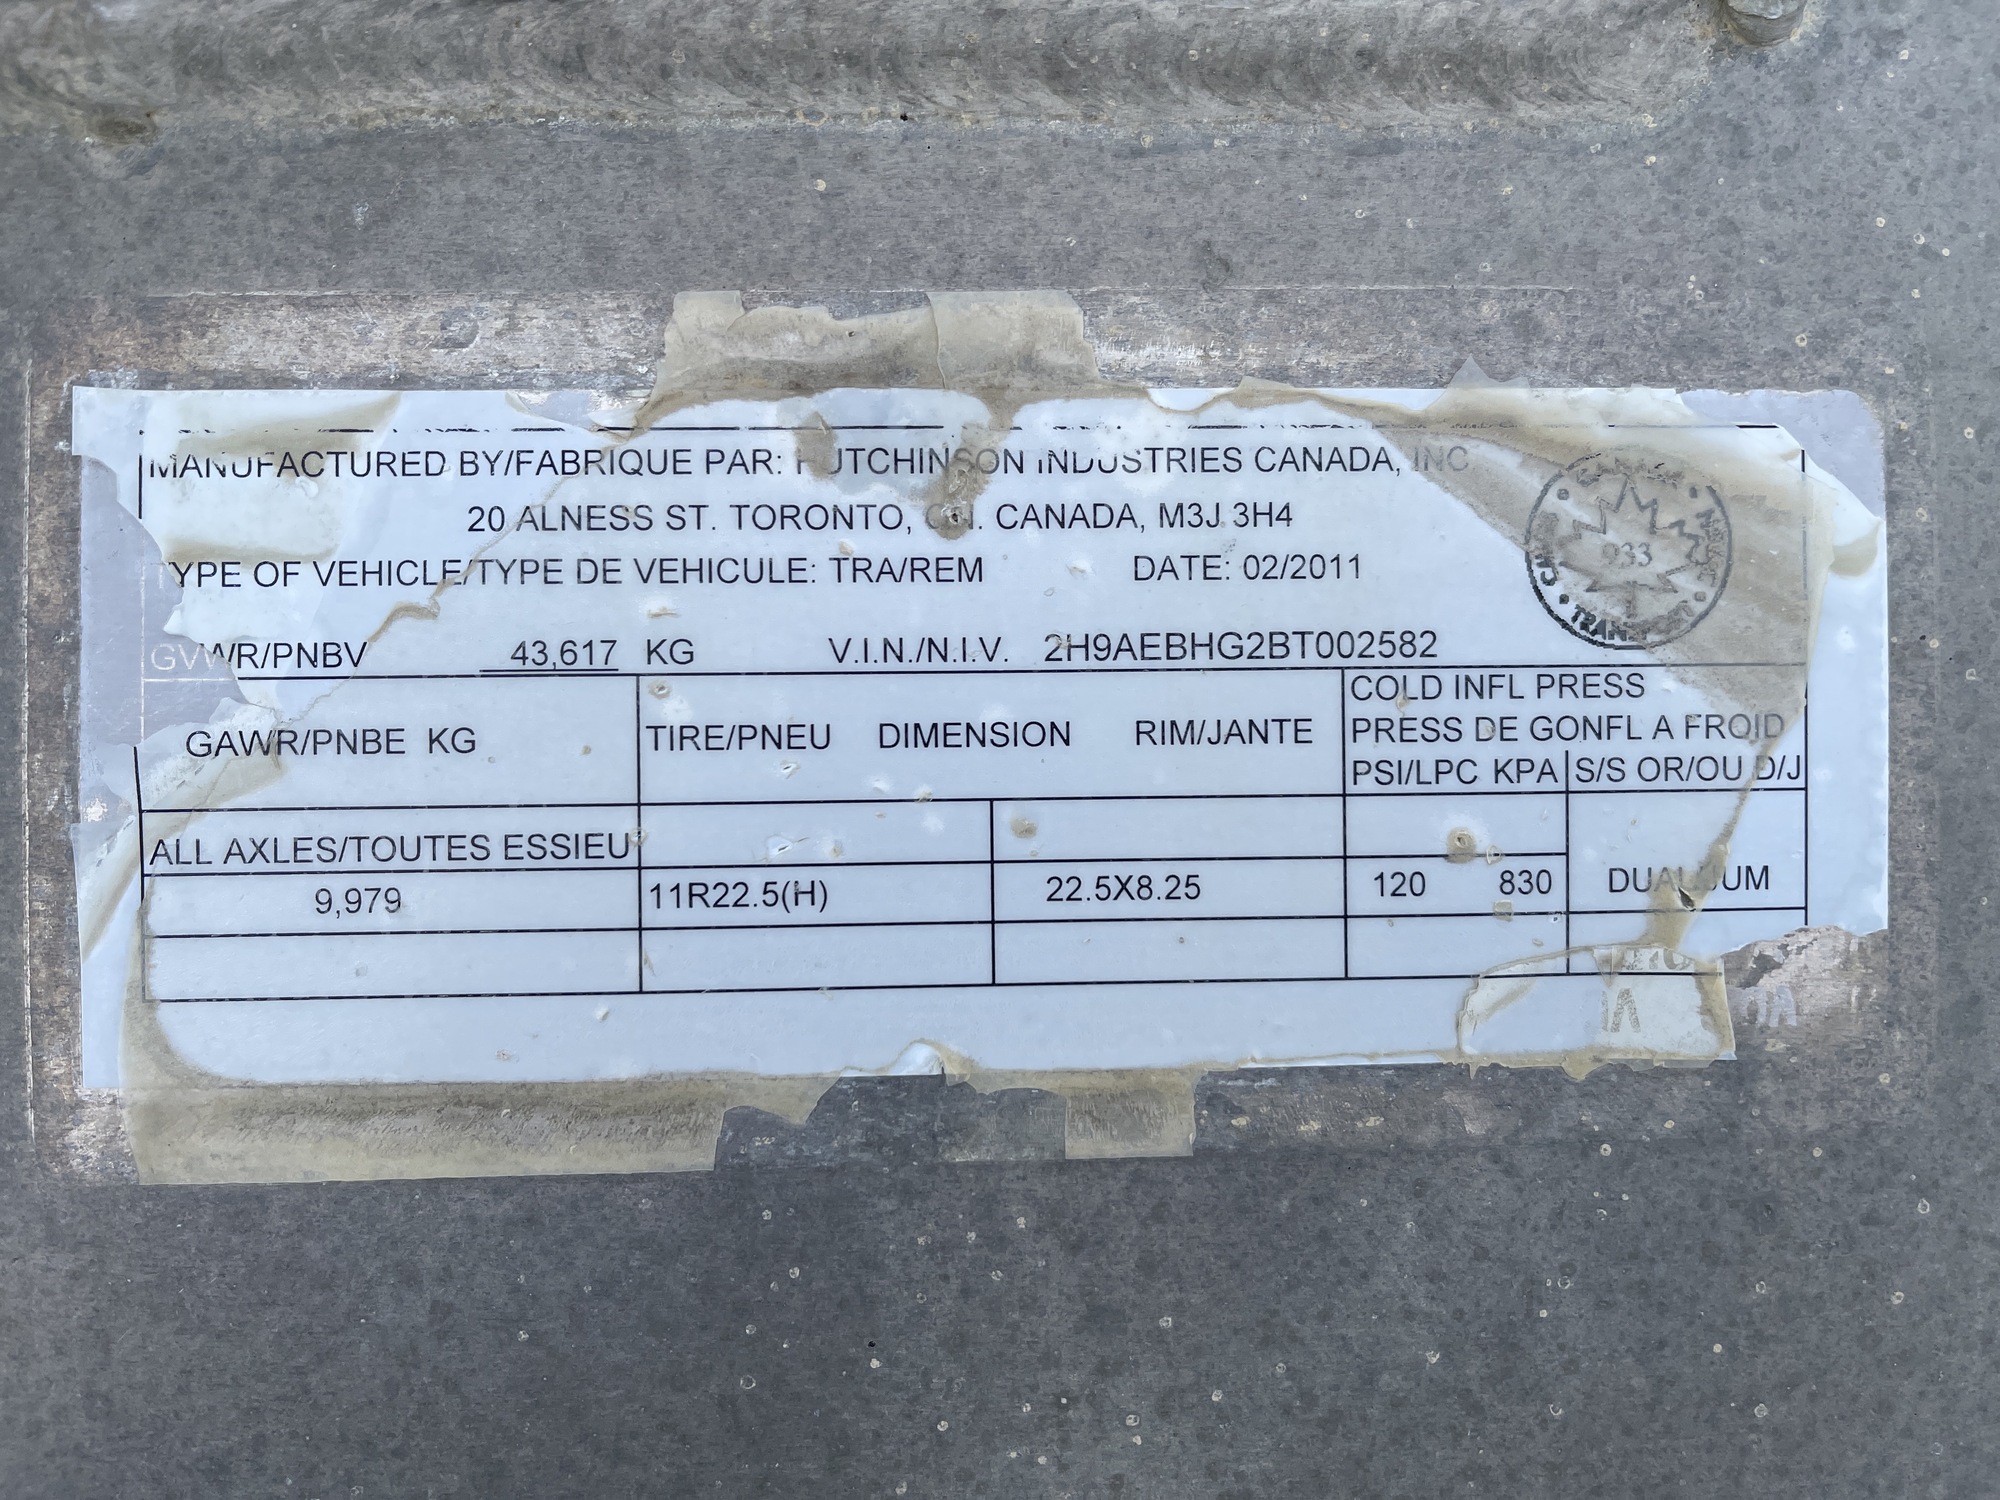 MANUFACTURED BY/FABRIQUE PAR: HUTCHINSON INDUSTRIES CANADA, INC
20 ALNESS ST. TORONTO, ON. CANADA, M3J 3H4
TYPE OF VEHICLE/TYPE DE VEHICULE: TRA/REM DATE: 02/2011
CANADA
933
TRANSPORT
GVWR/PNBV 43,617 KG V.I.N./N.I.V. 2H9AEBHG2BT002582
GAWR/PNBE KG TIRE/PNEU DIMENSION RIM/JANTE
COLD INFL PRESS
PRESS DE GONFL A FROID
PSI/LPC KPA S/S OR/OU D/J
ALL AXLES/TOUTES ESSIEU
9,979 11R22.5(H) 22.5X8.25 120 830